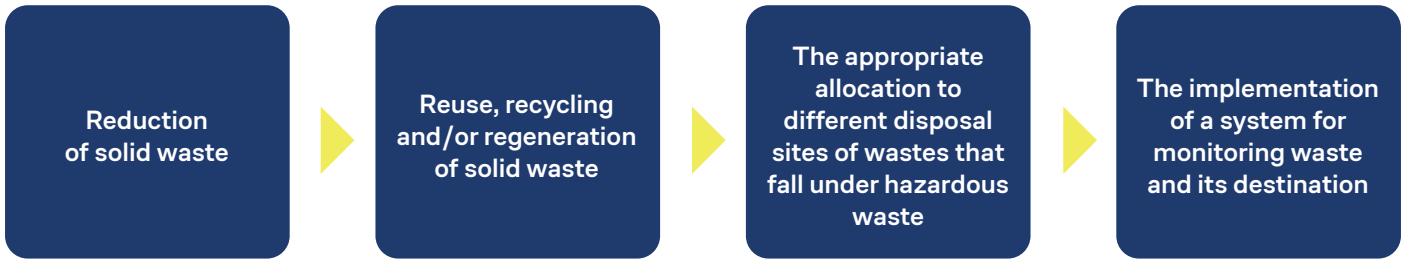 Reduction
of solid waste
Reuse, recycling
and/or regeneration
of solid waste
The appropriate
allocation to
different disposal
sites of wastes that
fall under hazardous
waste
The implementation
of a system for
monitoring waste
and its destination